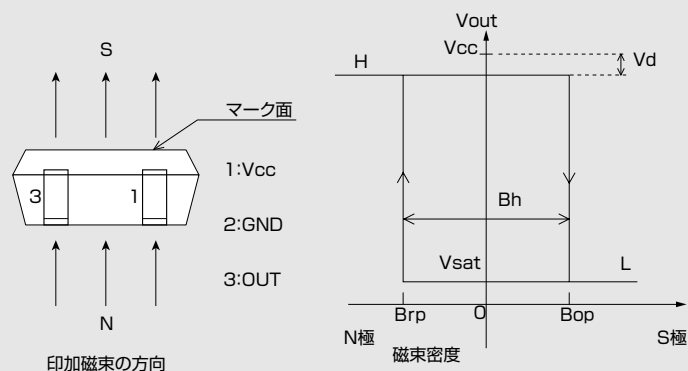 S
マーク面
3
1
1:Vcc
2:GND
3:OUT
N
印加磁束の方向
Vout
Vcc
H
Vd
Bh
Vsat
L
Brp
O
Bop
N極
S極
磁束密度